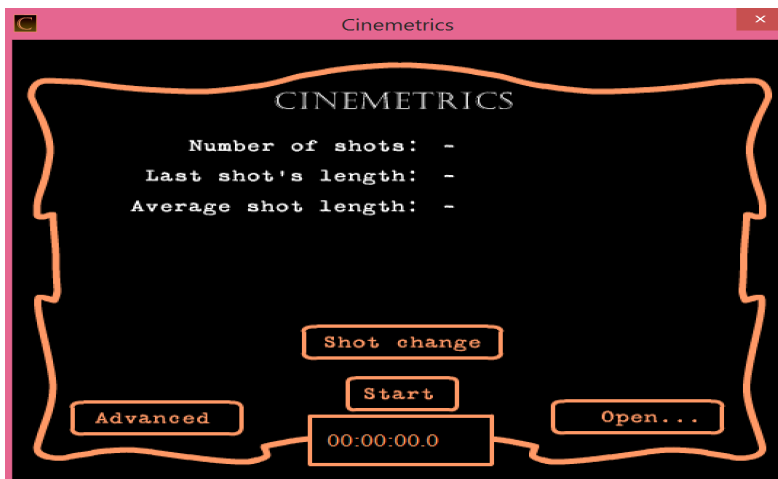 Cinemetrics
CINEMETRICS
Number of shots: -
Last shot's length: -
Average shot length: -
Shot change
Start
Advanced
Open...
00:00:00.0